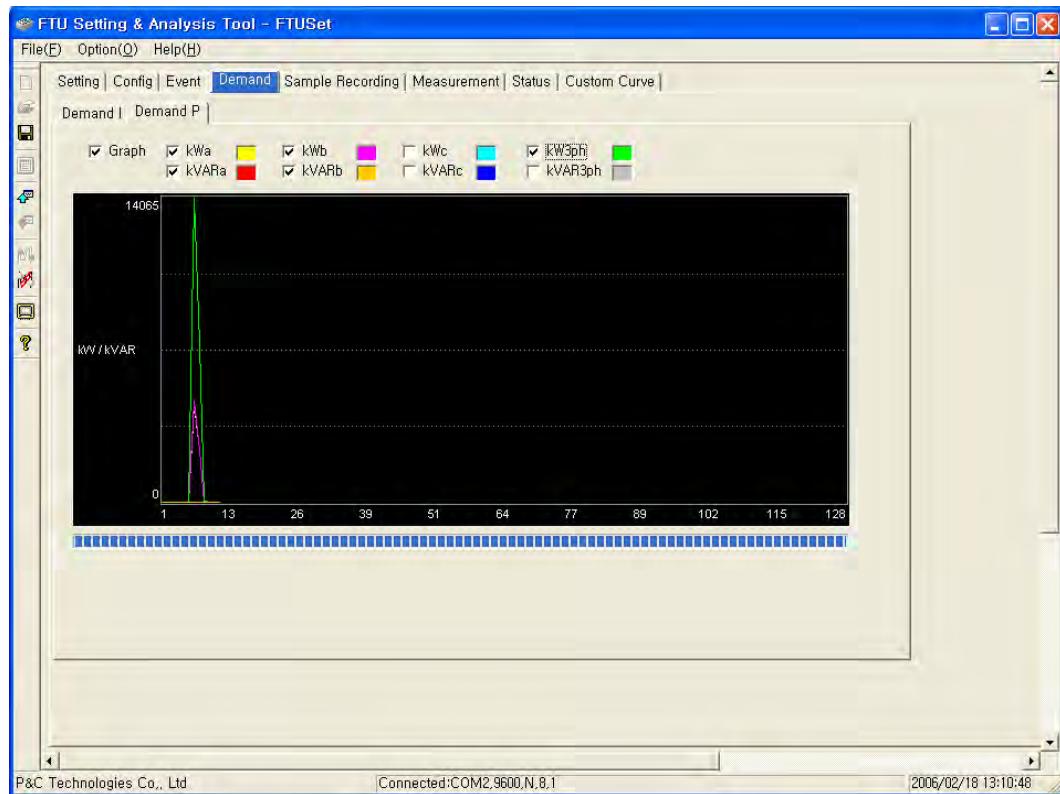 FTU Setting & Analysis Tool - FTUSet
File(F) Option(O) Help(H)
Setting | Config | Event | Demand | Sample Recording | Measurement | Status | Custom Curve |
Demand I | Demand P |
Graph kWa kWb kWc kW3ph
kVARa kVARb kVARc kVAR3ph
14065
kW/kVAR
0
1 13 26 39 51 64 77 89 102 115 128
P&C Technologies Co,, Ltd Connected:COM2,9600,N,8,1 2006/02/18 13:10:48